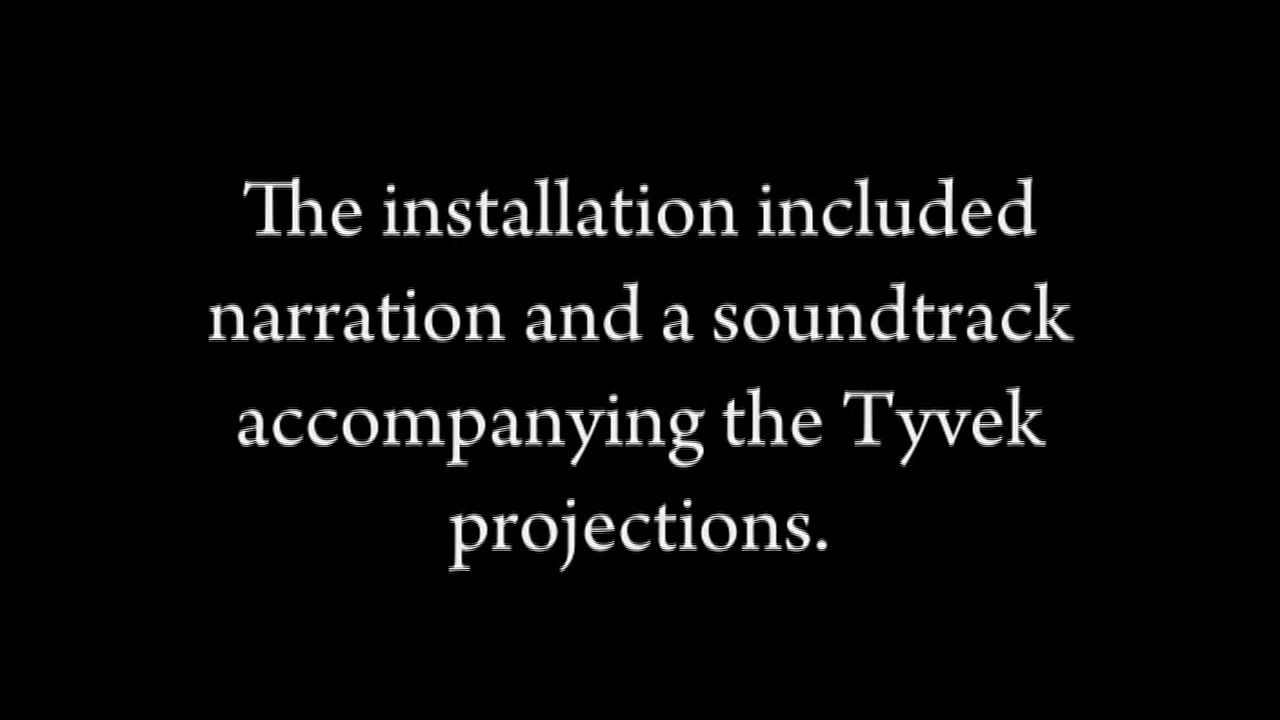 The installation included
narration and a soundtrack
accompanying the Tyvek
projections.